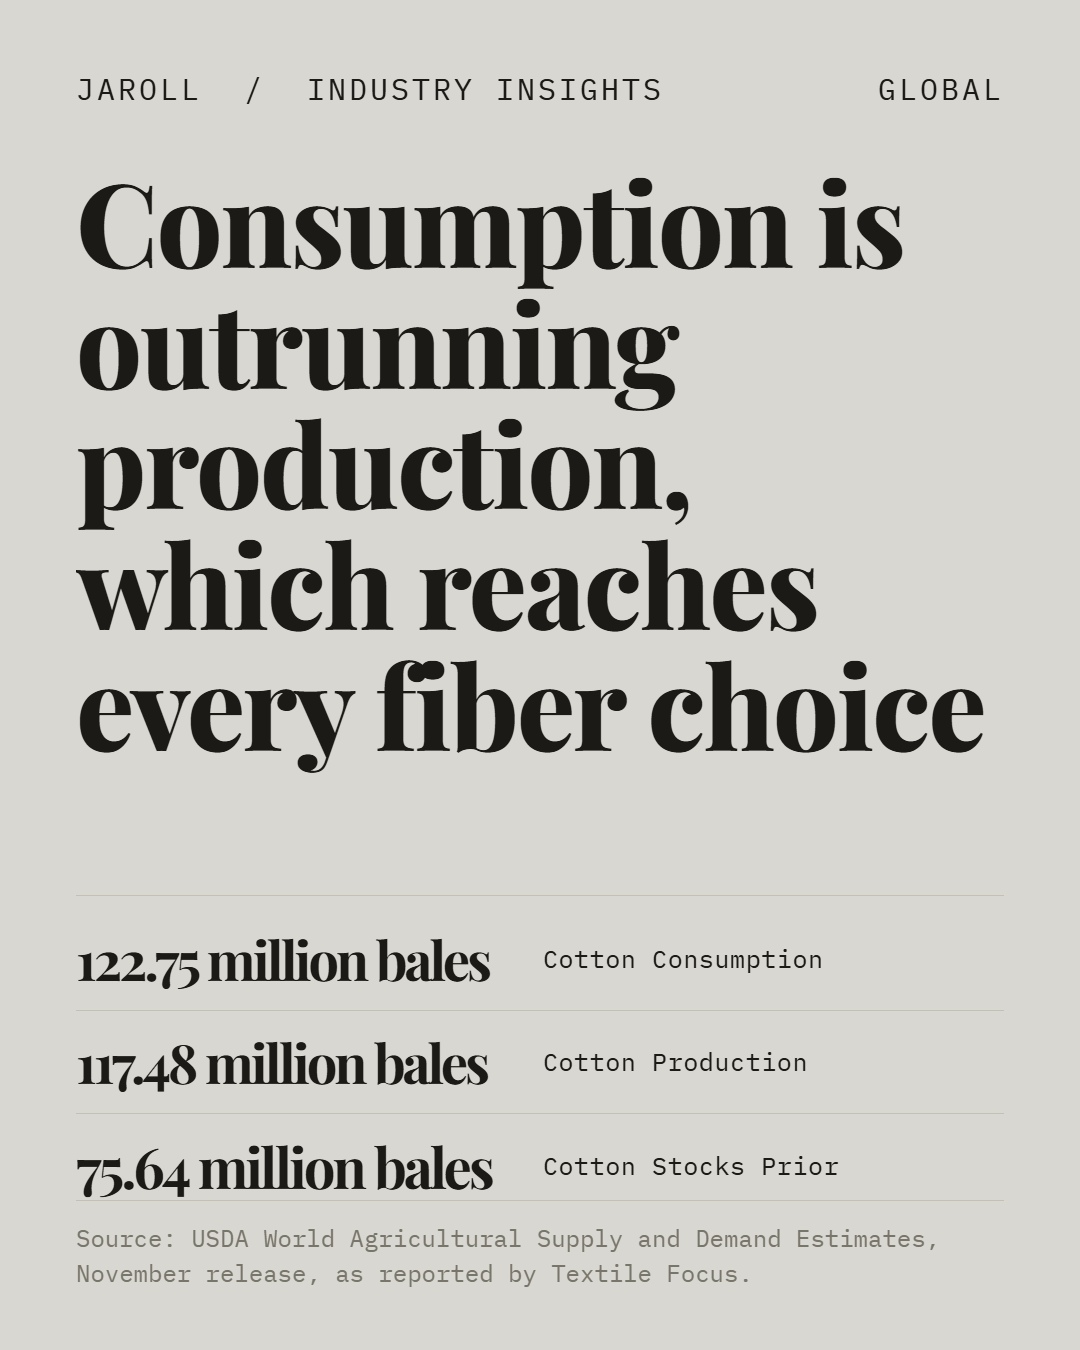 JAROLL / INDUSTRY INSIGHTS GLOBAL
Consumption is
outrunning
production,
which reaches
every fiber choice
122.75 million bales Cotton Consumption
117.48 million bales Cotton Production
75.64 million bales Cotton Stocks Prior
Source: USDA World Agricultural Supply and Demand Estimates,
November release, as reported by Textile Focus.